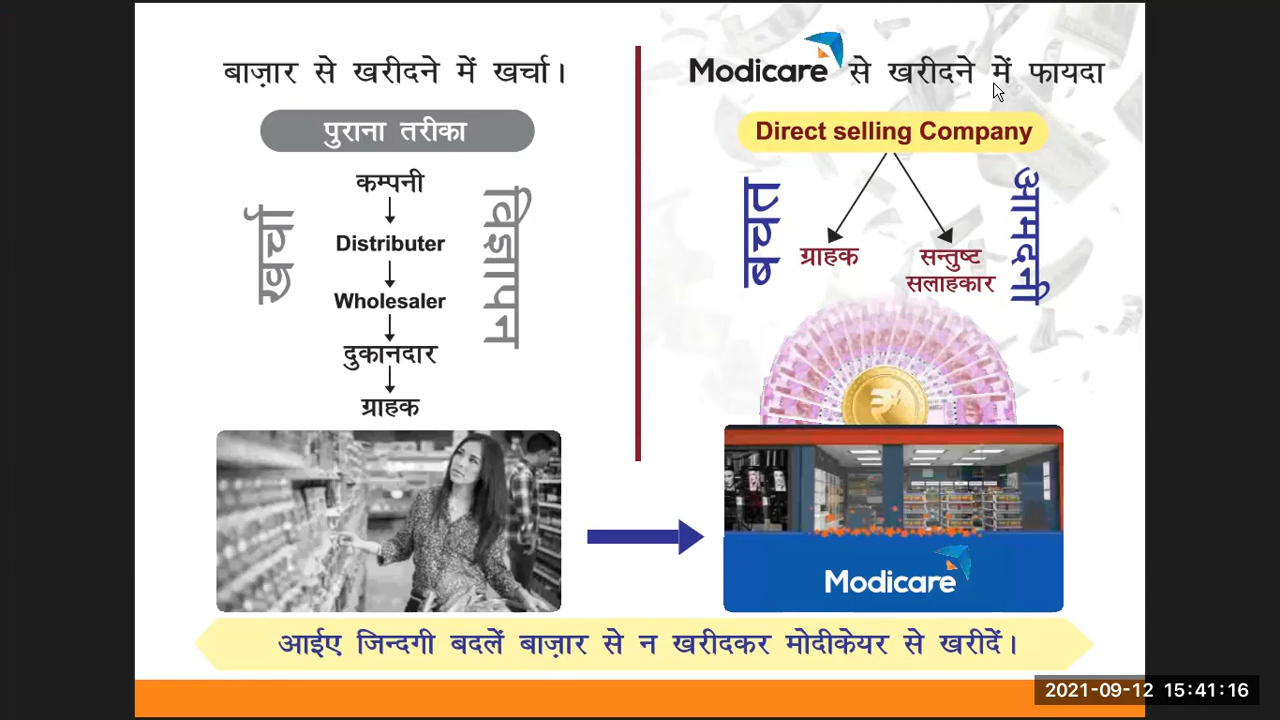 बाज़ार से खरीदने में खर्चा।
पुराना तरीका
कम्पनी
Distributer
Wholesaler
दुकानदार
ग्राहक
खर्चा
विज्ञापन
Modicare से खरीदने में फायदा
Direct selling Company
बचत
ग्राहक
सन्तुष्ट
सलाहकार
आमदनी
₹
Modicare
आईए जिन्दगी बदलें बाज़ार से न खरीदकर मोदीकेयर से खरीदें।
2021-09-12 15:41:16